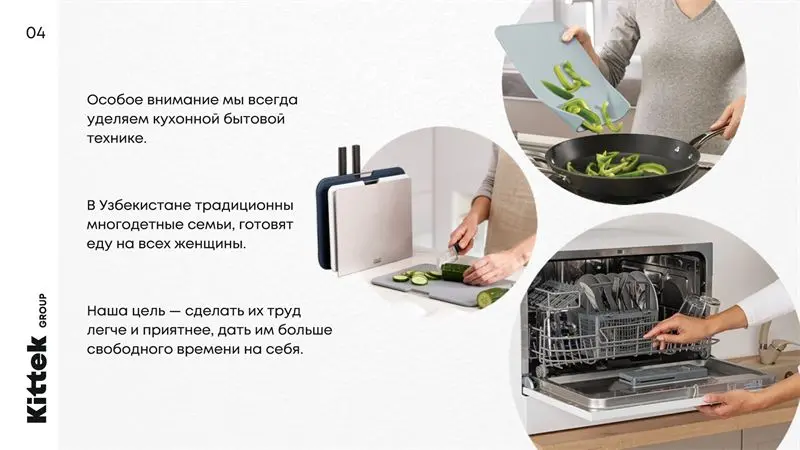 04
Особое внимание мы всегда
уделяем кухонной бытовой
технике.
В Узбекистане традиционны
многодетные семьи, готовят
еду на всех женщины.
Наша цель — сделать их труд
легче и приятнее, дать им больше
свободного времени на себя.
Kittek GROUP